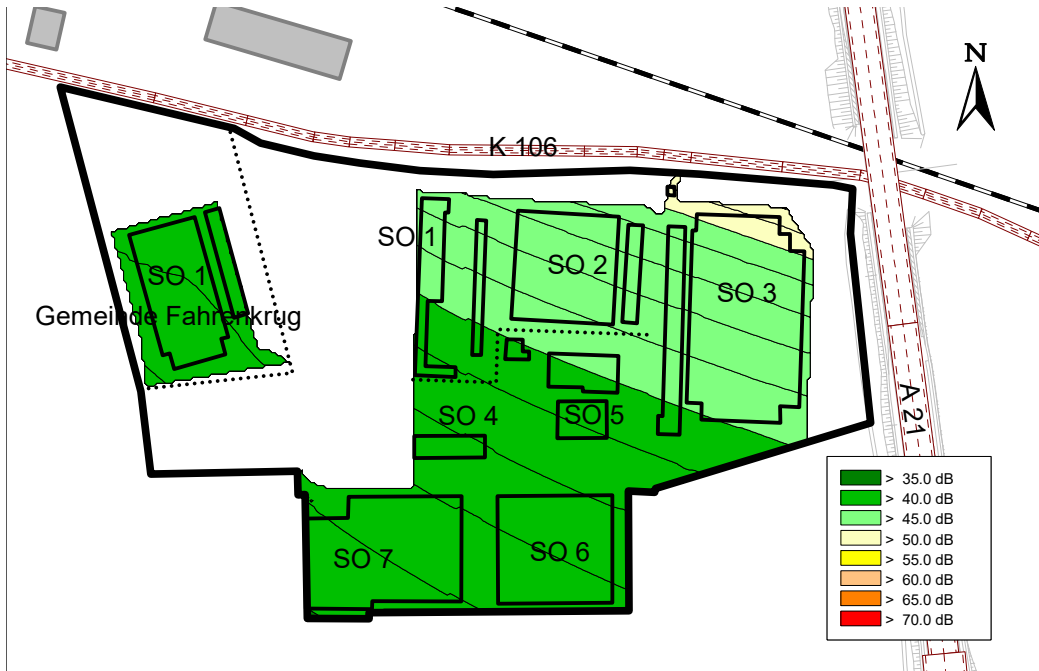 N
K 106
SO 1
SO 2
SO 1
SO 3
Gemeinde Fahrenkrug
SO 4
SO 5
A 21
SO 7
SO 6
> 35.0 dB
> 40.0 dB
> 45.0 dB
> 50.0 dB
> 55.0 dB
> 60.0 dB
> 65.0 dB
> 70.0 dB